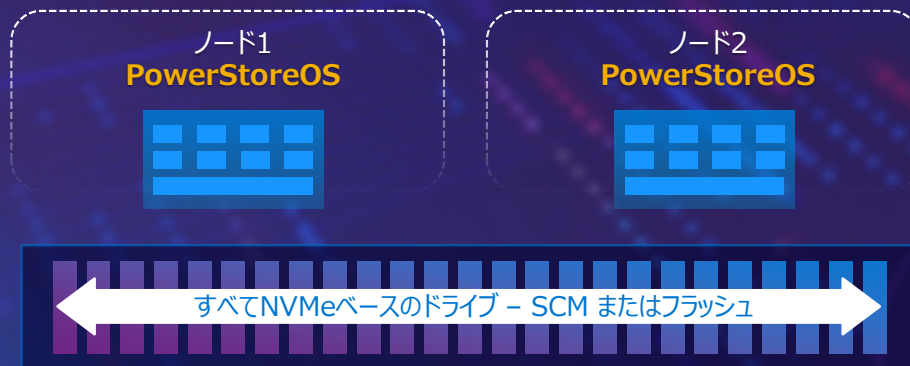 ノード1
PowerStoreOS
ノード2
PowerStoreOS
すべてNVMeベースのドライブ – SCM またはフラッシュ